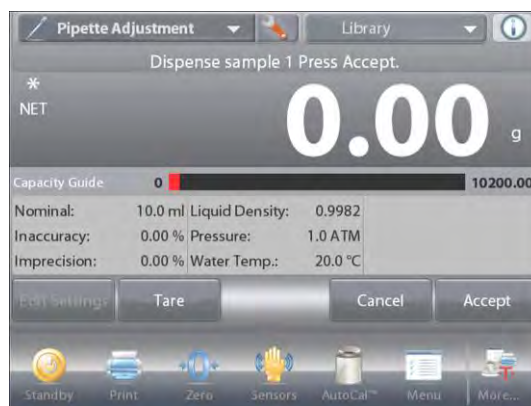 Pipette Adjustment Library
Dispense sample 1 Press Accept.
*
NET
0.00 g
Capacity Guide 0 10200.00
Nominal: 10.0 ml Liquid Density: 0.9982
Inaccuracy: 0.00 % Pressure: 1.0 ATM
Imprecision: 0.00 % Water Temp.: 20.0 °C
Edit Settings Tare Cancel Accept
Standby Print Zero Sensors AutoCal™ Menu More...